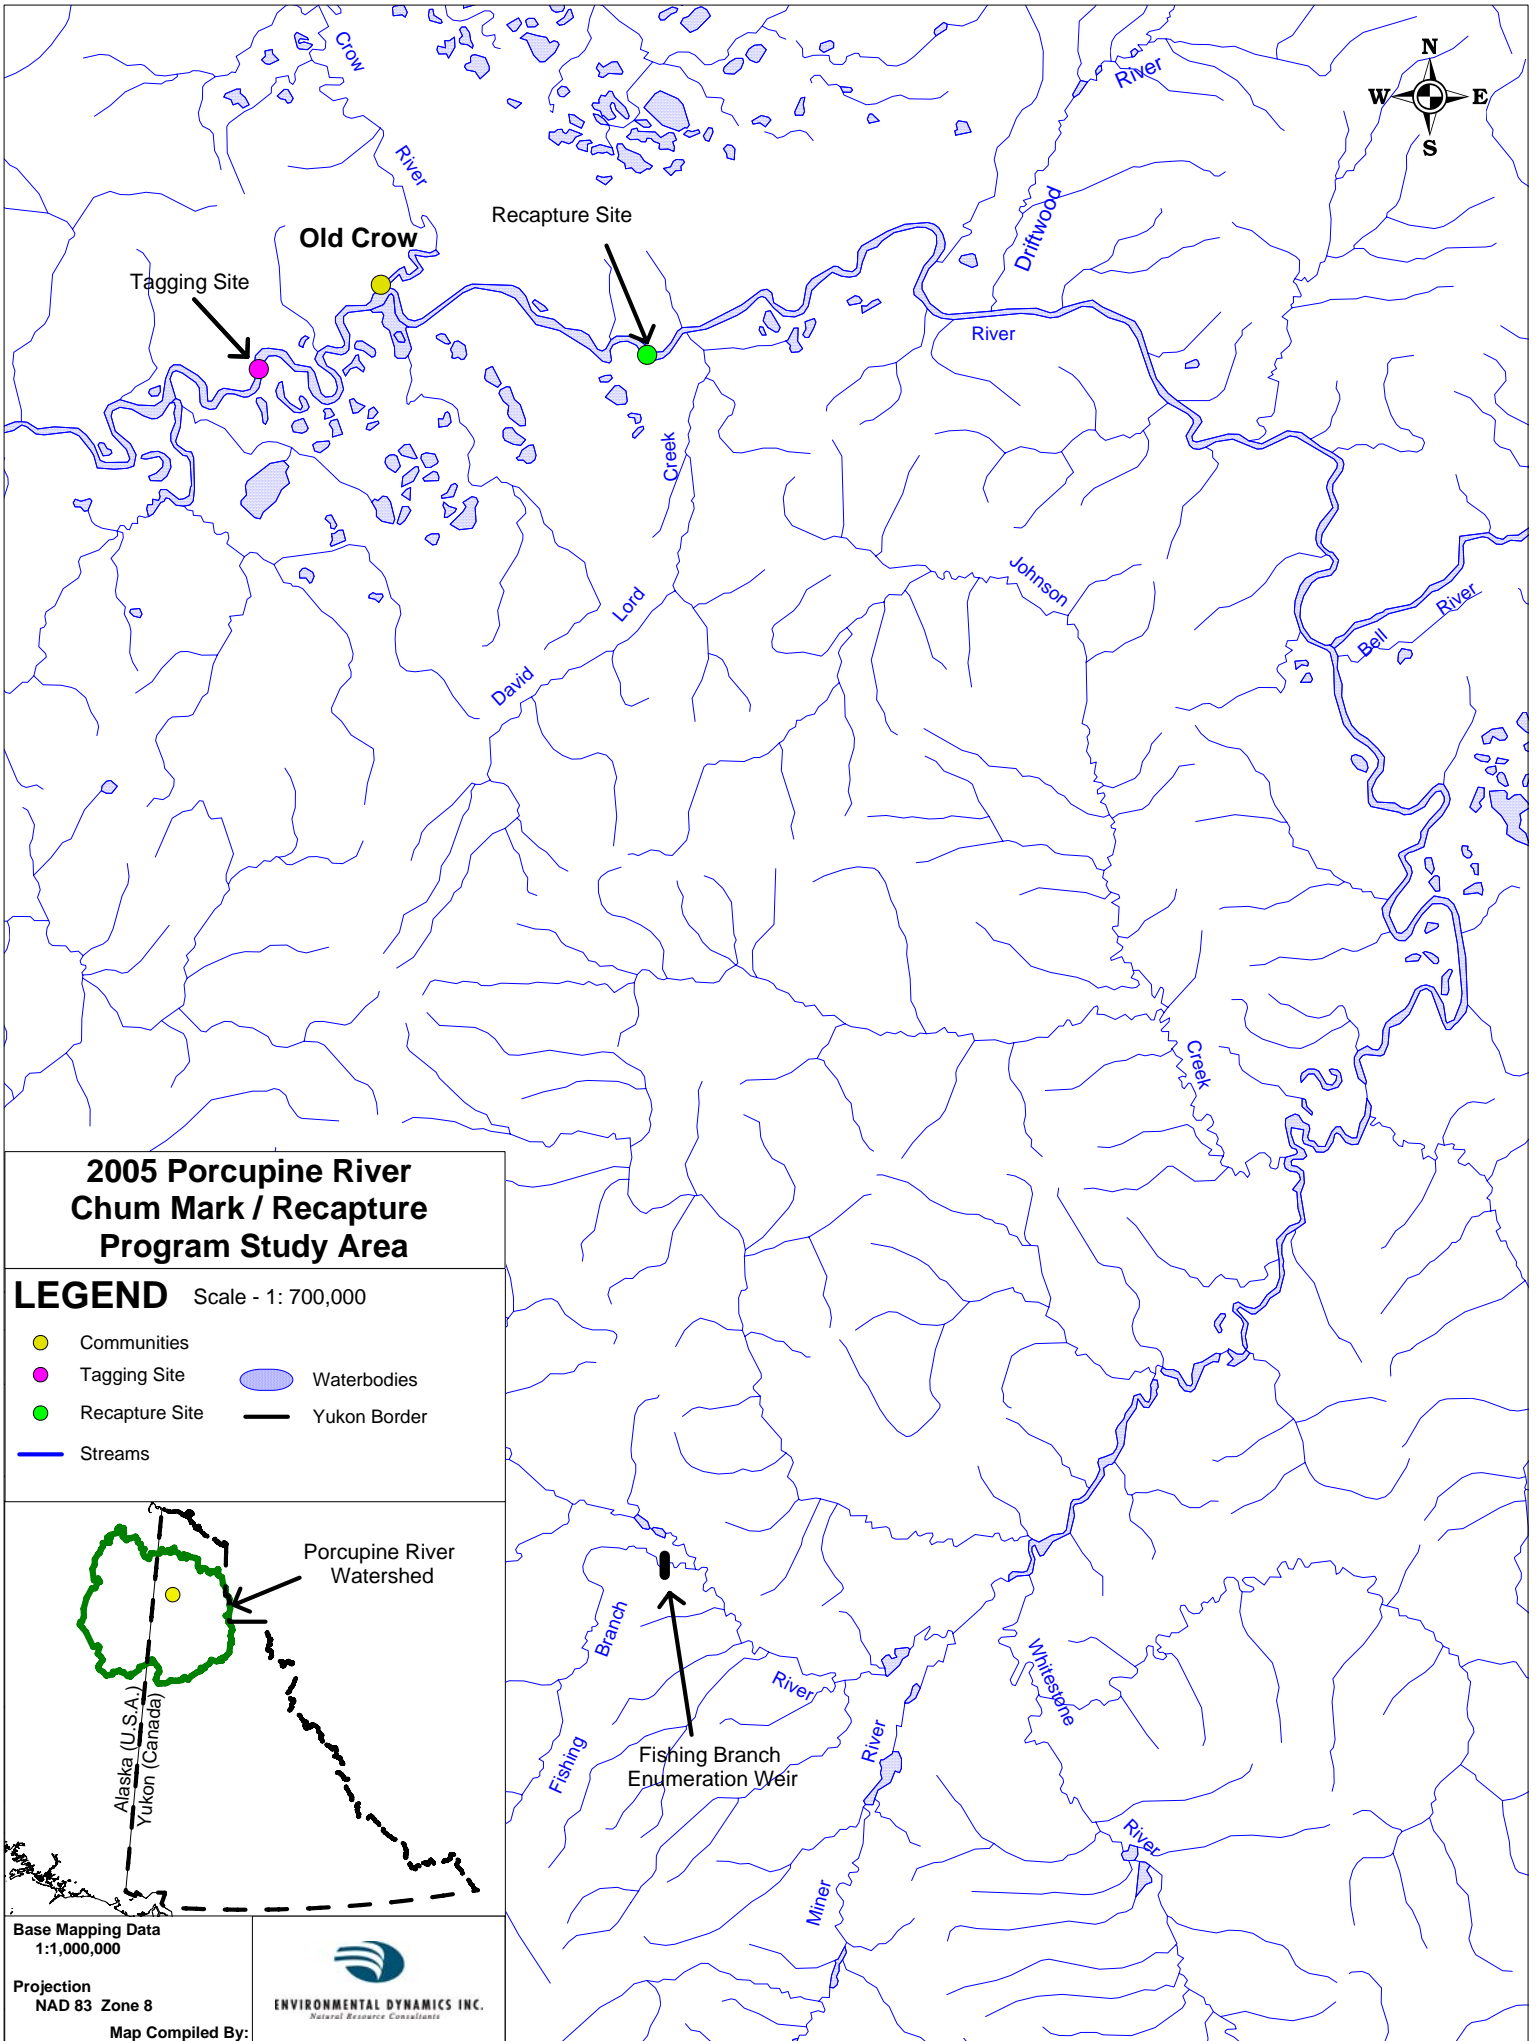 Crow
River
River
N
W
E
S
Driftwood
Recapture Site
Old Crow
Tagging Site
River
Creek
Johnson
Lord
River
Bell
David
Creek
2005 Porcupine River
Chum Mark / Recapture
Program Study Area
LEGEND
Scale - 1: 700,000
Communities
Tagging Site
Waterbodies
Recapture Site
Yukon Border
Streams
Porcupine River
Watershed
Alaska (U.S.A.)
Yukon (Canada)
Branch
River
Whitestone
Fishing
River
Fishing Branch
Enumeration Weir
River
Miner
Base Mapping Data
1:1,000,000
Projection
NAD 83 Zone 8
Map Compiled By:
ENVIRONMENTAL DYNAMICS INC.
Natural Resource Consultants